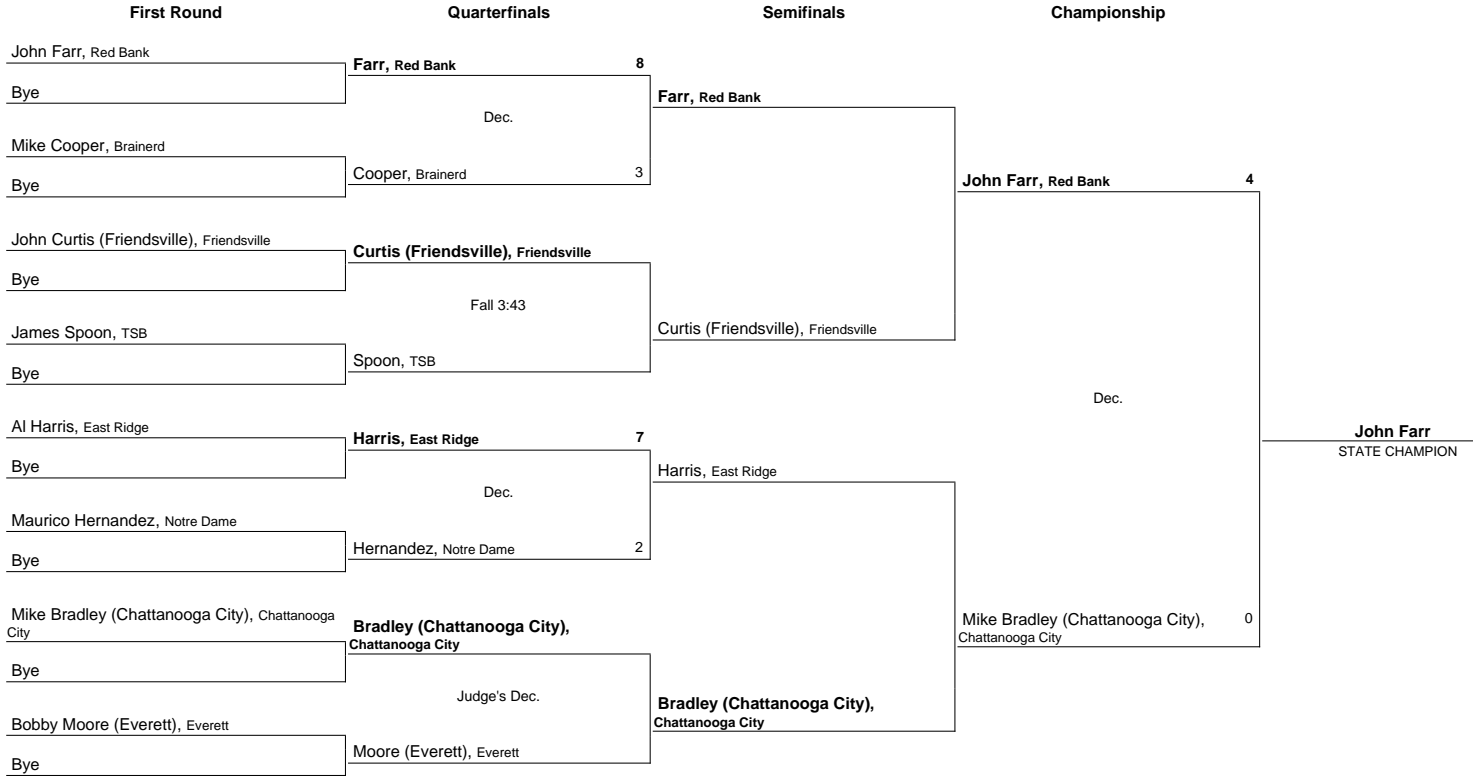 First Round
Quarterfinals
Semifinals
Championship
John Farr, Red Bank
Bye
Mike Cooper, Brainerd
Bye
John Curtis (Friendsville), Friendsville
Bye
James Spoon, TSB
Bye
Al Harris, East Ridge
Bye
Maurico Hernandez, Notre Dame
Bye
Mike Bradley (Chattanooga City), Chattanooga
City
Bye
Bobby Moore (Everett), Everett
Bye
Farr, Red Bank 8
Dec.
Cooper, Brainerd 3
Curtis (Friendsville), Friendsville
Fall 3:43
Spoon, TSB
Harris, East Ridge 7
Dec.
Hernandez, Notre Dame 2
Bradley (Chattanooga City),
Chattanooga City
Judge's Dec.
Moore (Everett), Everett
Farr, Red Bank
Curtis (Friendsville), Friendsville
Harris, East Ridge
Bradley (Chattanooga City),
Chattanooga City
John Farr, Red Bank 4
Dec.
Mike Bradley (Chattanooga City), 0
Chattanooga City
John Farr
STATE CHAMPION